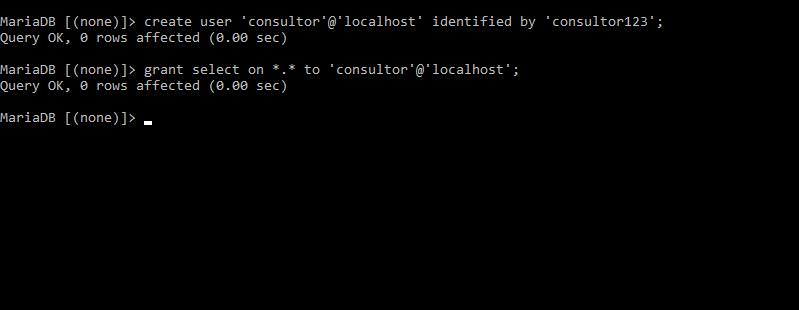 MariaDB [(none)]> create user 'consultor'@'localhost' identified by 'consultor123';
Query OK, 0 rows affected (0.00 sec)
MariaDB [(none)]> grant select on *.* to 'consultor'@'localhost';
Query OK, 0 rows affected (0.00 sec)
MariaDB [(none)]>